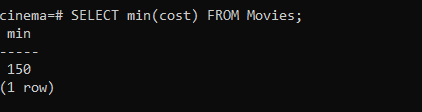 cinema=# SELECT min(cost) FROM Movies;
min
-----
150
(1 row)